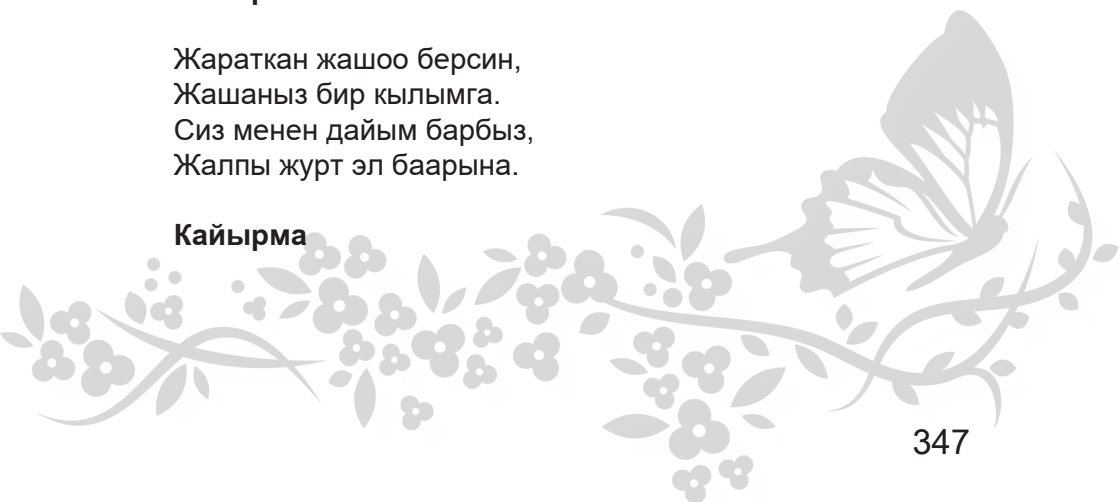 Жараткан жашоо берсин,
Жашаныз бир кылымга.
Сиз менен дайым барбыз,
Жалпы журт эл баарына.
Кайырма
347